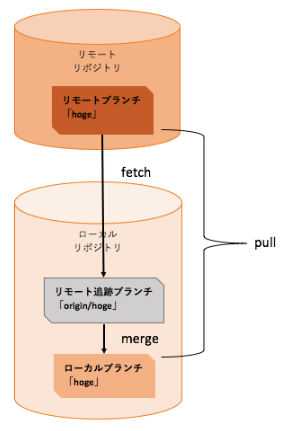 リモート
リポジトリ
リモートブランチ
「hoge」
fetch
ローカル
リポジトリ
pull
リモート追跡ブランチ
「origin/hoge」
merge
ローカルブランチ
「hoge」